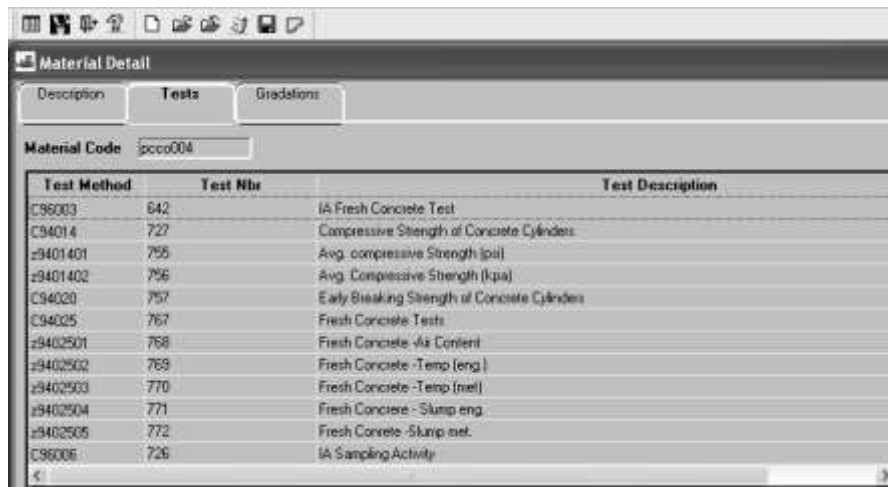 Material Detail
Description Tests Gradations
Material Code pcco004
Test Method Test Nbr Test Description
C96003 642 IA Fresh Concrete Test
C94014 727 Compressive Strength of Concrete Cylinders
z9401401 755 Avg. compressive Strength (psi)
z9401402 756 Avg. Compressive Strength (kpa)
C94020 757 Early Breaking Strength of Concrete Cylinders
C94025 767 Fresh Concrete Tests
z9402501 768 Fresh Concrete -Air Content
z9402502 769 Fresh Concrete -Temp (eng.)
z9402503 770 Fresh Concrete -Temp (met)
z9402504 771 Fresh Concrere - Slump eng.
z9402505 772 Fresh Conrete -Slump met.
C96006 726 IA Sampling Activity